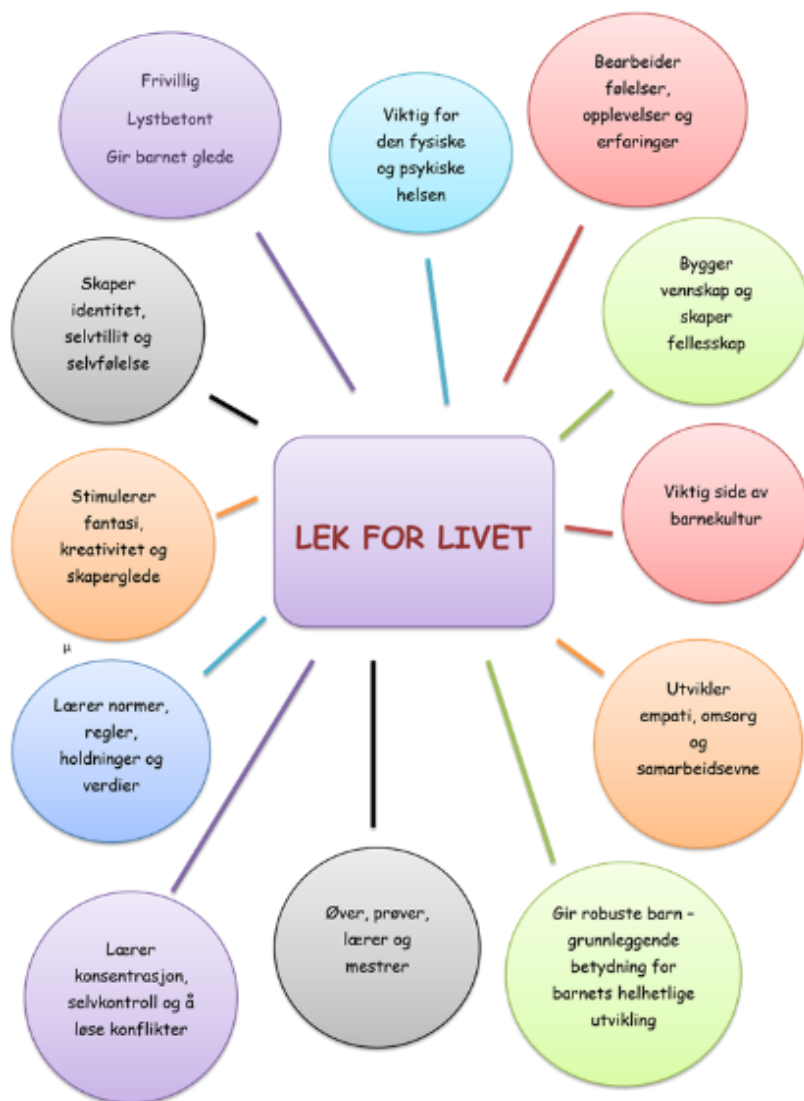 Frivillig
Lystbetont
Gir barnet glede
Viktig for
den fysiske
og psykiske
helsen
Bearbeider
følelser,
opplevelser og
erfaringer
Skaper
identitet,
selvtillit og
selvfølelse
Bygger
vennskap og
skaper
fellesskap
Stimulerer
fantasi,
kreativitet og
skaperglede
LEK FOR LIVET
Viktig side av
barnekultur
µ
Lærer normer,
regler,
holdninger og
verdier
Utvikler
empati, omsorg
og
samarbeidsevne
Lærer
konsentrasjon,
selvkontroll og å
løse konflikter
Øver, prøver,
lærer og
mestrer
Gir robuste barn –
grunnleggende
betydning for
barnets helhetlige
utvikling